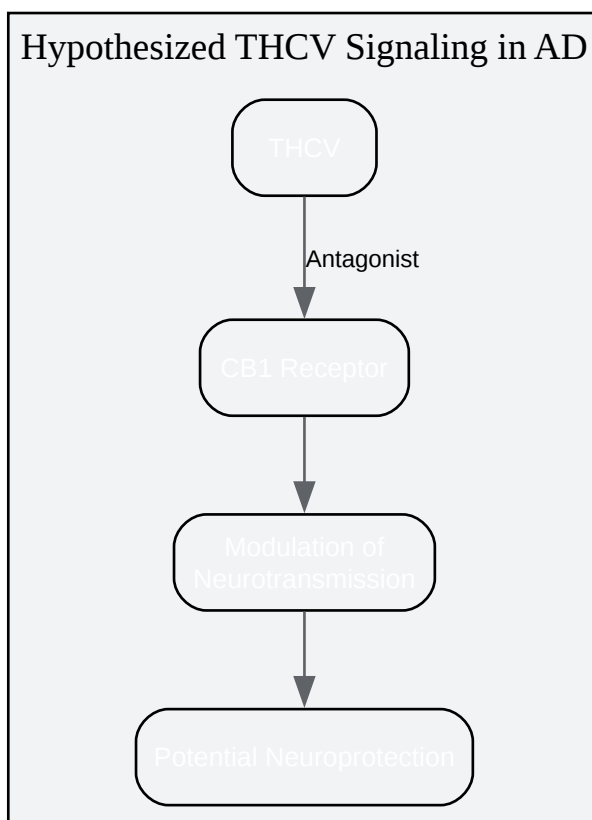 Hypothesized THCV Signaling in AD
THCV
Antagonist
CB1 Receptor
Modulation of
Neurotransmission
Potential Neuroprotection